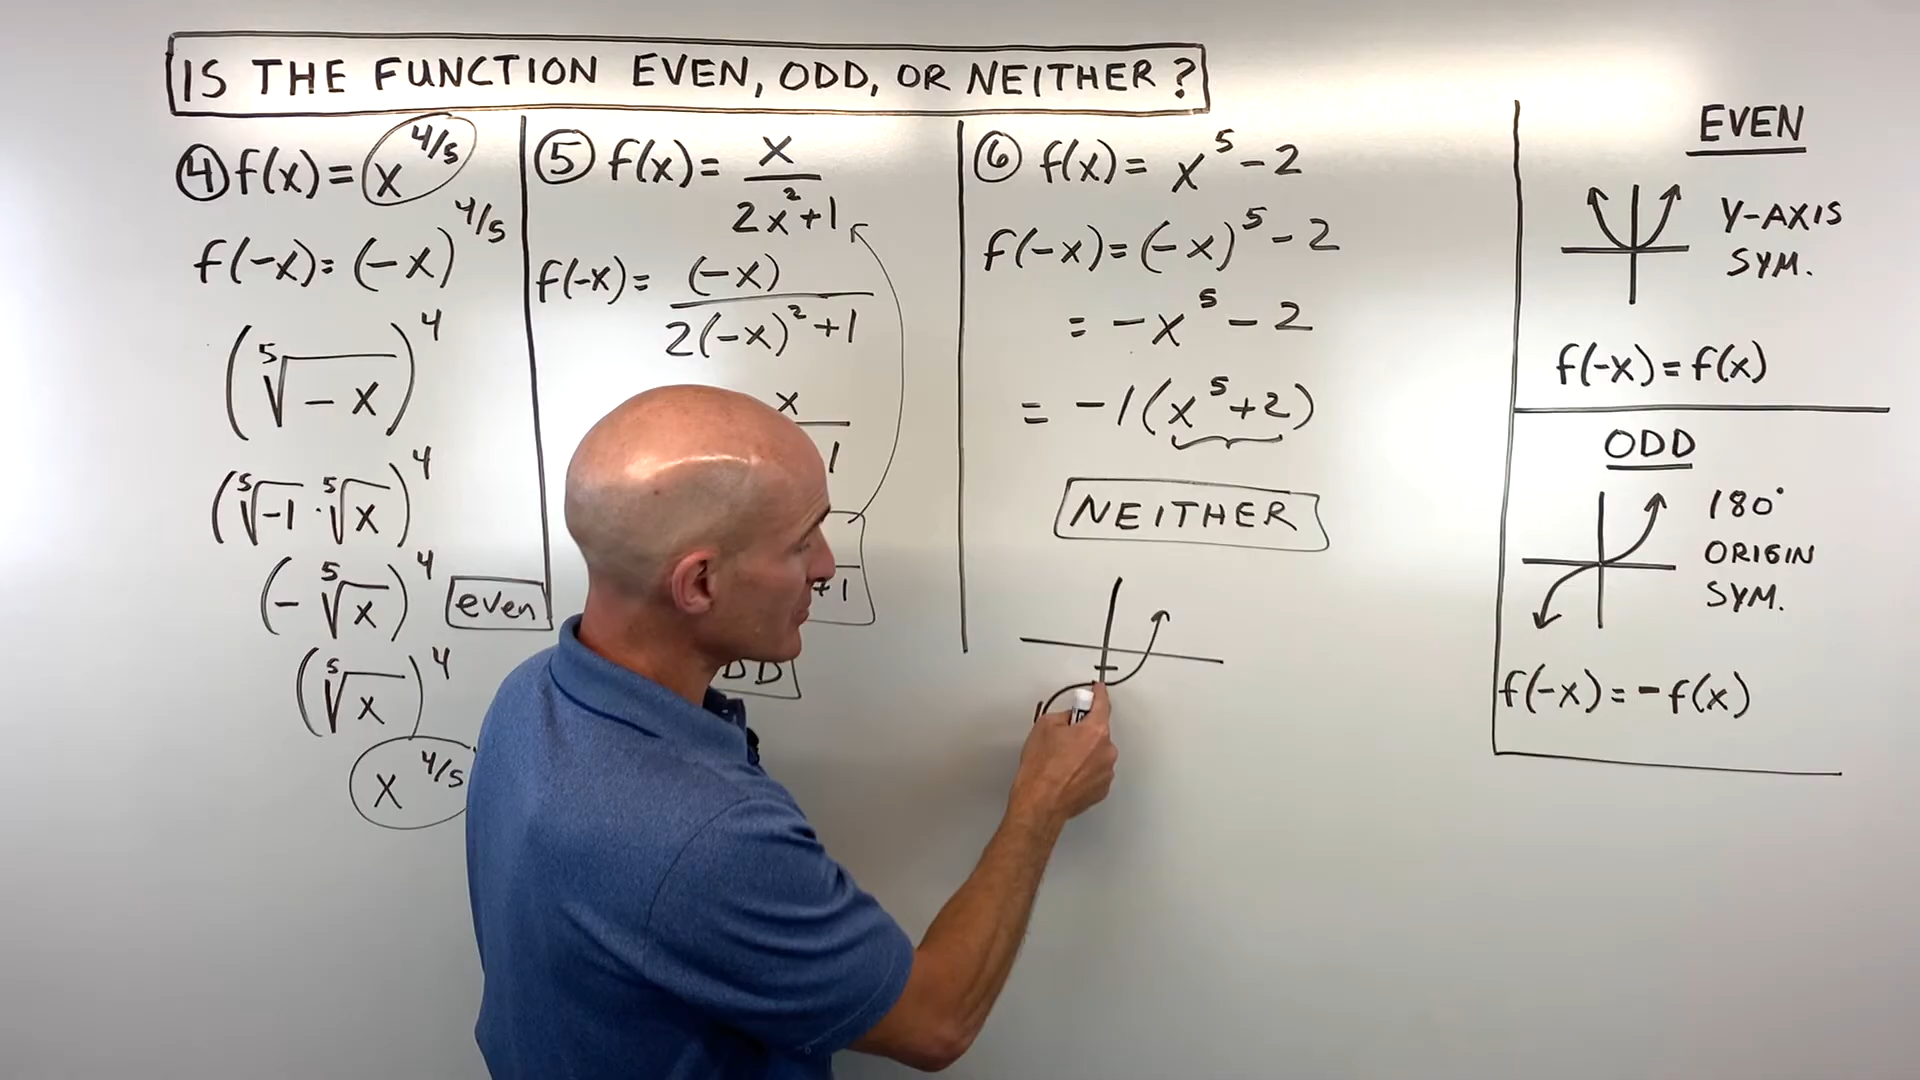 IS THE FUNCTION EVEN, ODD, OR NEITHER?
④ f(x) = x^4/5
f(-x) = (-x)^4/5
(⁵√-x)^4
(⁵√-1 · ⁵√x)^4
(- ⁵√x)^4
even
(⁵√x)^4
x^4/5
⑤ f(x) = x / 2x²+1
f(-x) = (-x) / 2(-x)²+1
x
1
+1
DD
⑥ f(x) = x^5 - 2
f(-x) = (-x)^5 - 2
= -x^5 - 2
= -1(x^5+2)
NEITHER
EVEN
Y-AXIS
SYM.
f(-x) = f(x)
ODD
180°
ORIGIN
SYM.
f(-x) = -f(x)